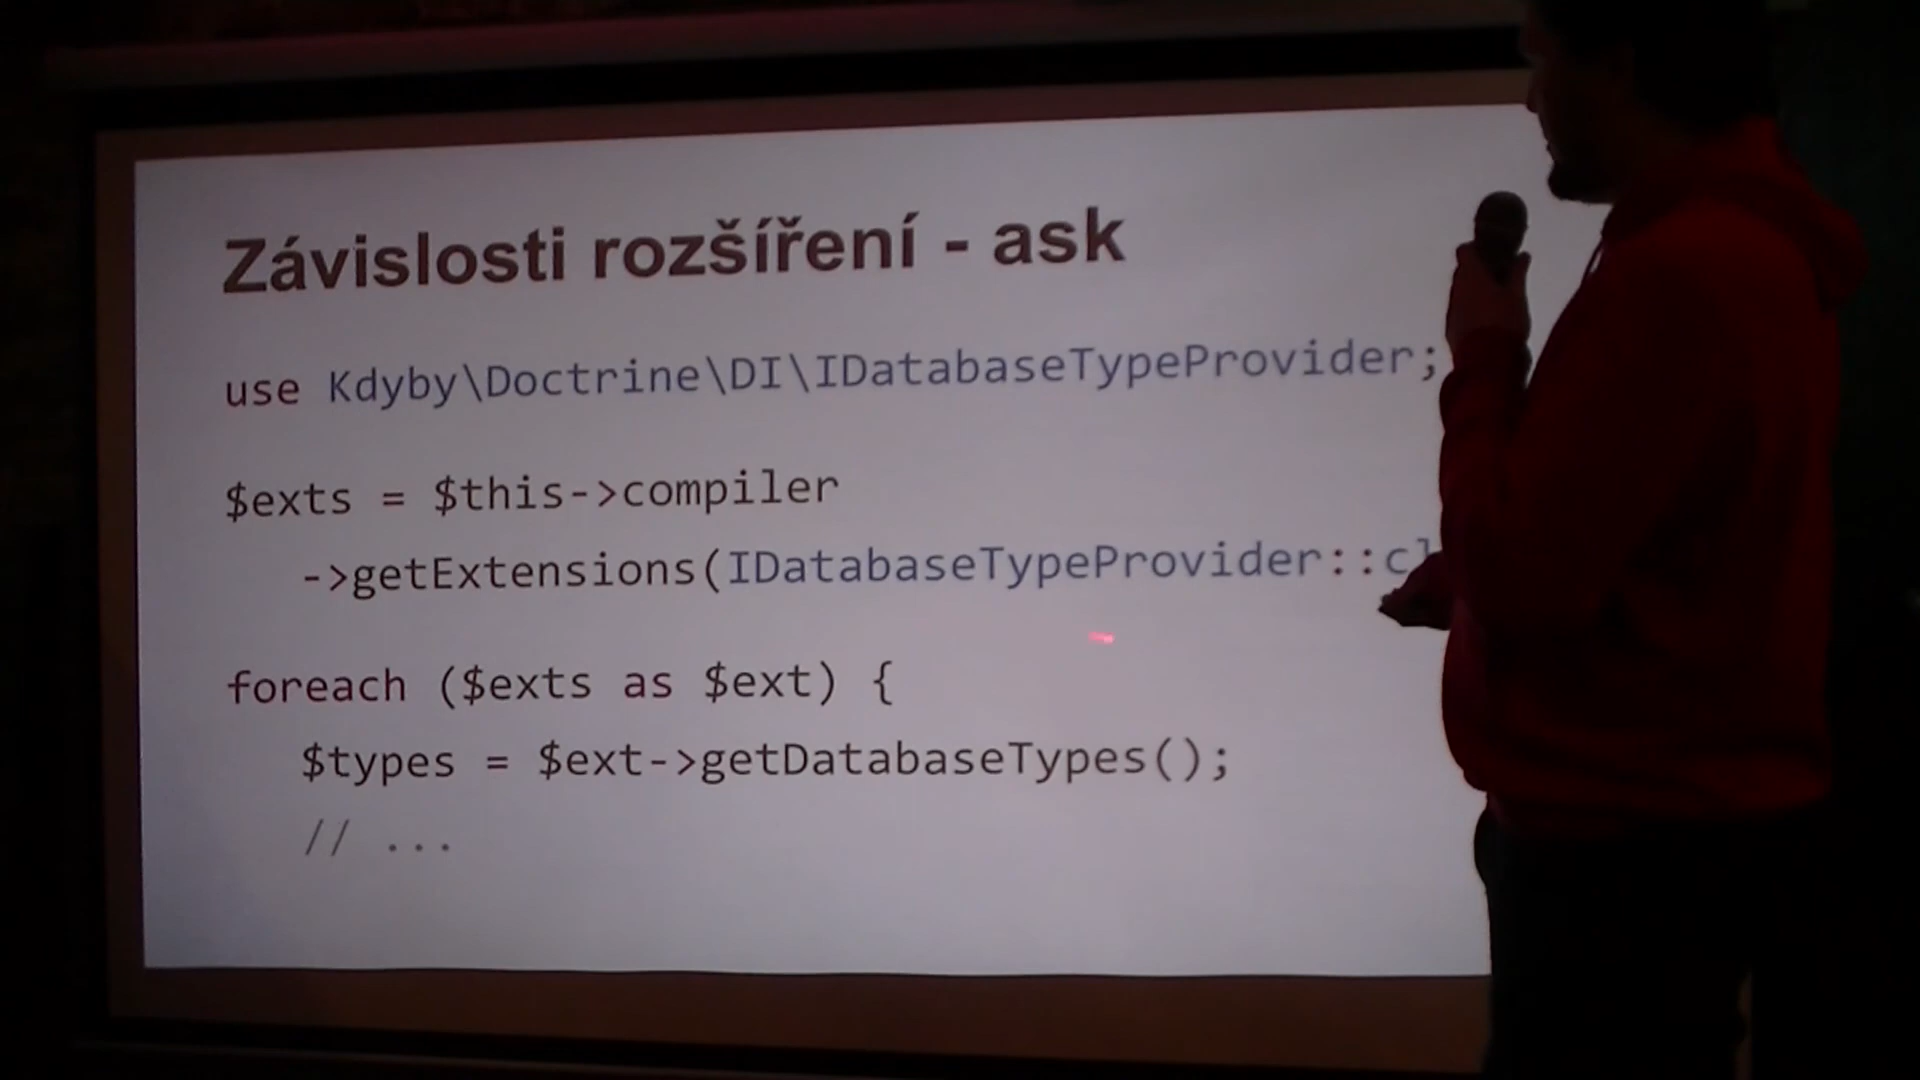 Závislosti rozšíření - ask
use Kdyby\Doctrine\DI\IDatabaseTypeProvider;
$exts = $this->compiler
->getExtensions(IDatabaseTypeProvider::cl
foreach ($exts as $ext) {
$types = $ext->getDatabaseTypes();
// ...